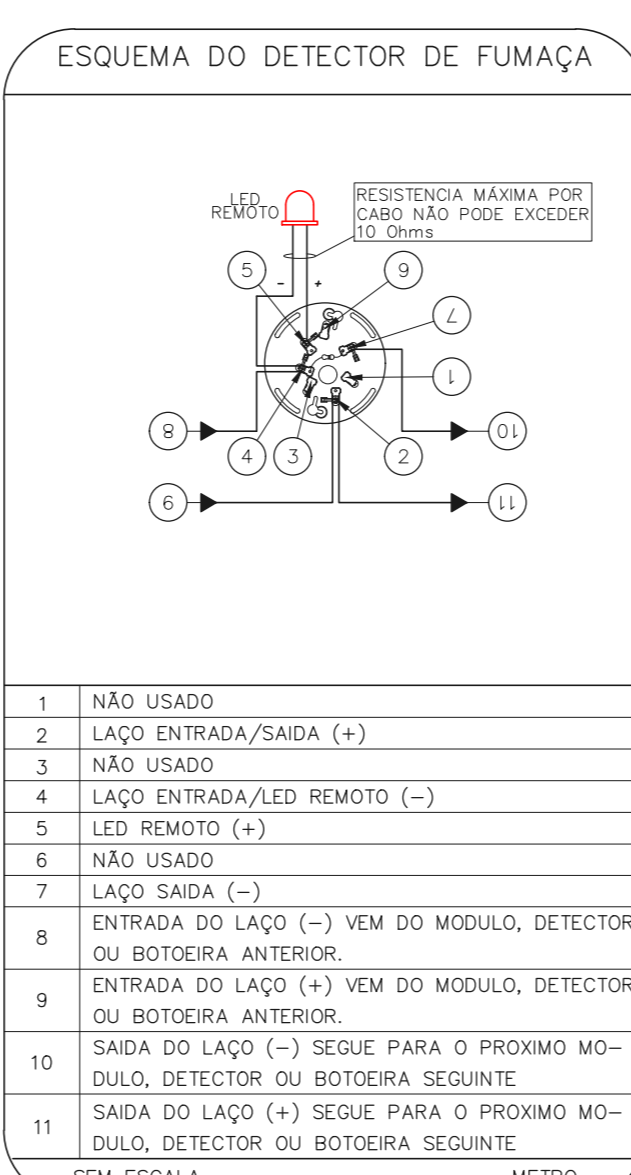 ESQUEMA DO DETECTOR DE FUMAÇA
LED
REMOTO
RESISTENCIA MÁXIMA POR
CABO NÃO PODE EXCEDER
10 Ohms
5
- +
6
7
1
8
4
3
2
10
9
11
1 NÃO USADO
2 LAÇO ENTRADA/SAIDA (+)
3 NÃO USADO
4 LAÇO ENTRADA/LED REMOTO (-)
5 LED REMOTO (+)
6 NÃO USADO
7 LAÇO SAIDA (-)
8 ENTRADA DO LAÇO (-) VEM DO MODULO, DETECTOR
OU BOTOEIRA ANTERIOR.
9 ENTRADA DO LAÇO (+) VEM DO MODULO, DETECTOR
OU BOTOEIRA ANTERIOR.
10 SAIDA DO LAÇO (-) SEGUE PARA O PROXIMO MO-
DULO, DETECTOR OU BOTOEIRA SEGUINTE
11 SAIDA DO LAÇO (+) SEGUE PARA O PROXIMO MO-
DULO, DETECTOR OU BOTOEIRA SEGUINTE
SEM ESCALA METRO